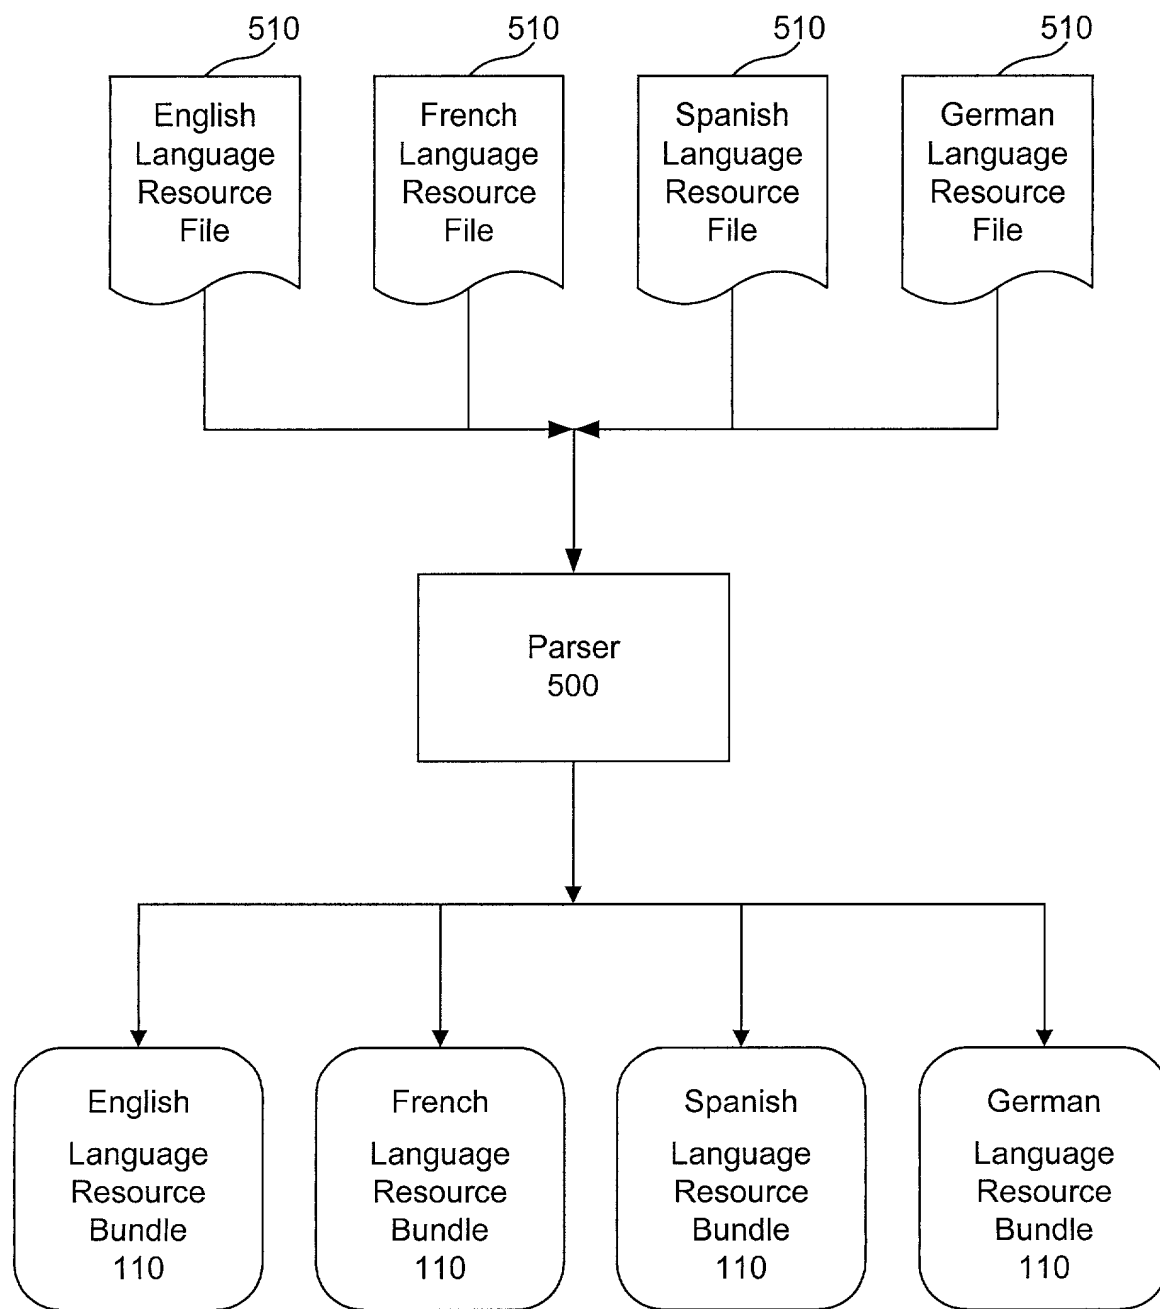 510
510
510
510
English
Language
Resource
File
French
Language
Resource
File
Spanish
Language
Resource
File
German
Language
Resource
File
Parser
500
English
Language
Resource
Bundle
110
French
Language
Resource
Bundle
110
Spanish
Language
Resource
Bundle
110
German
Language
Resource
Bundle
110